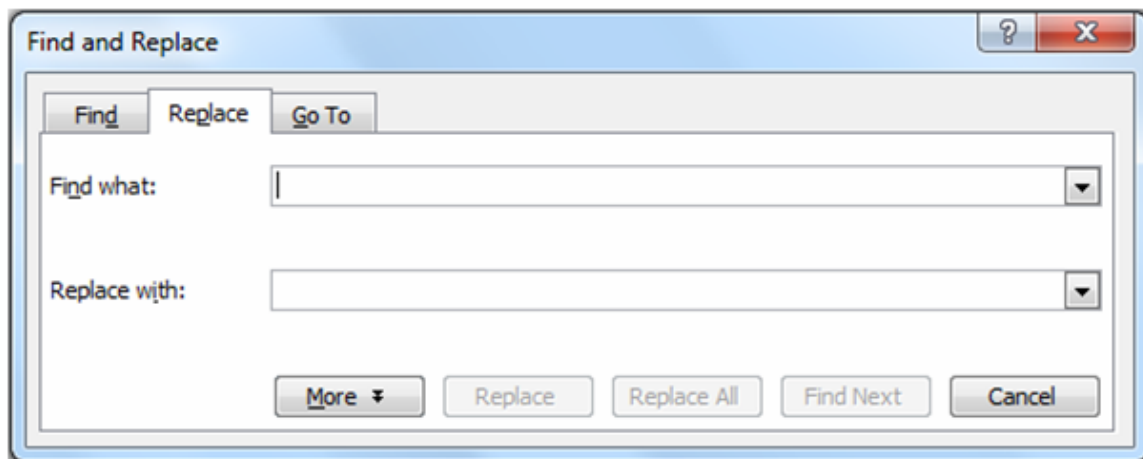 Find and Replace
Find Replace Go To
Find what:
Replace with:
More Replace Replace All Find Next Cancel